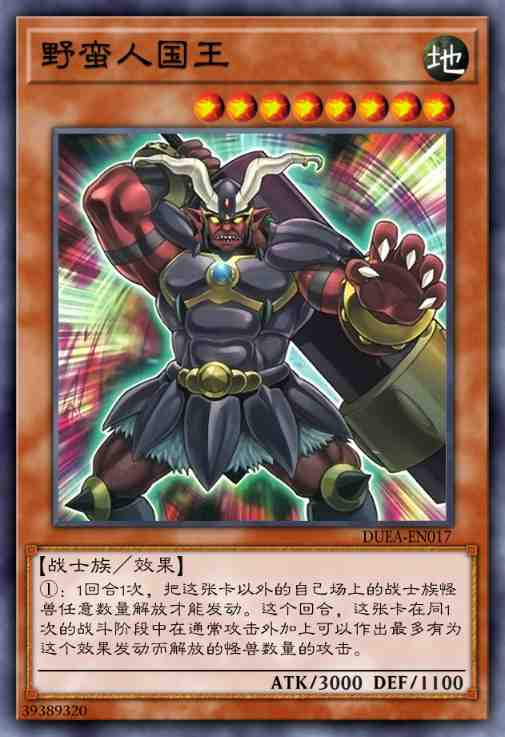 野蛮人国王
地
DUEA-EN017
【战士族／效果】
①：1回合1次，把这张卡以外的自己场上的战士族怪
兽任意数量解放才能发动。这个回合，这张卡在同1
次的战斗阶段中在通常攻击外加上可以作出最多有为
这个效果发动而解放的怪兽数量的攻击。
ATK/3000 DEF/1100
39389320